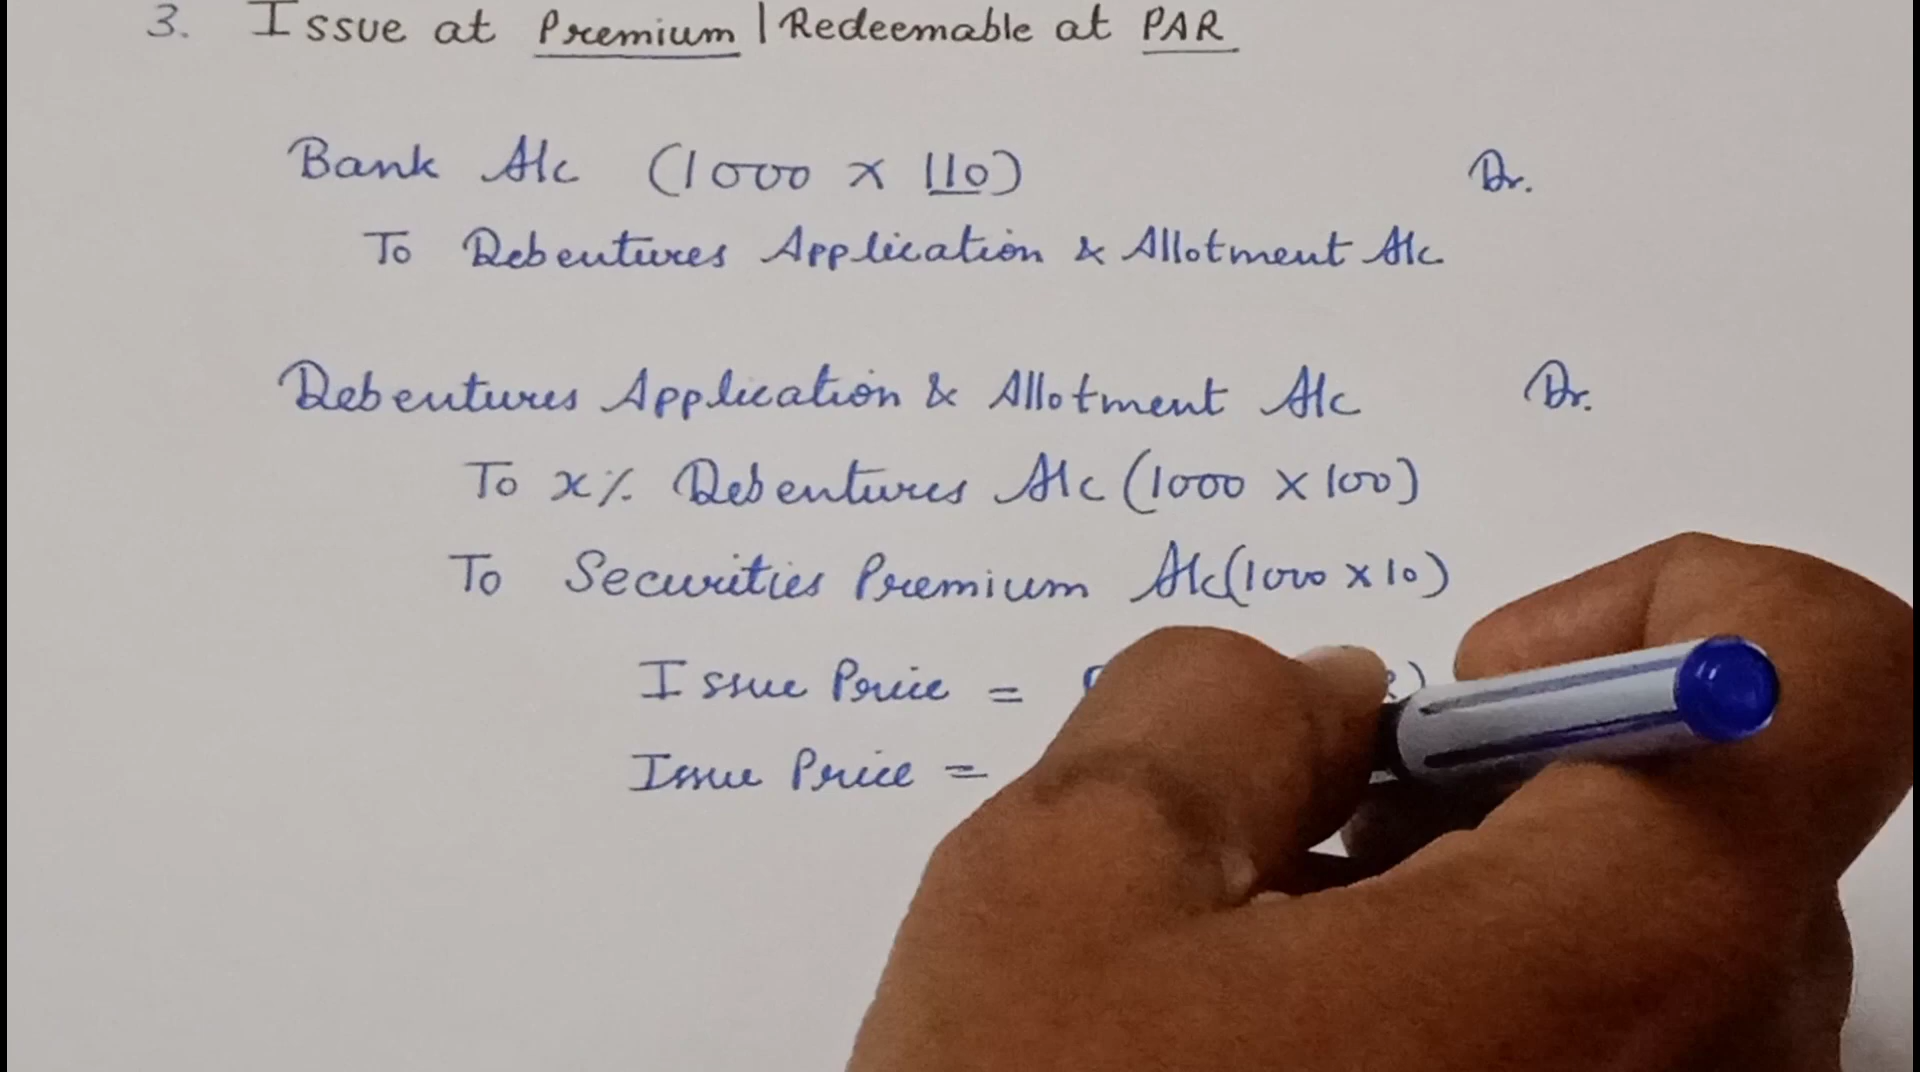 3. Issue at Premium | Redeemable at PAR
Bank A/c (1000 x 110) Dr.
To Debentures Application & Allotment A/c
Debentures Application & Allotment A/c Dr.
To x% Debentures A/c (1000 x 100)
To Securities Premium A/c (1000 x 10)
Issue Price =
Issue Price =